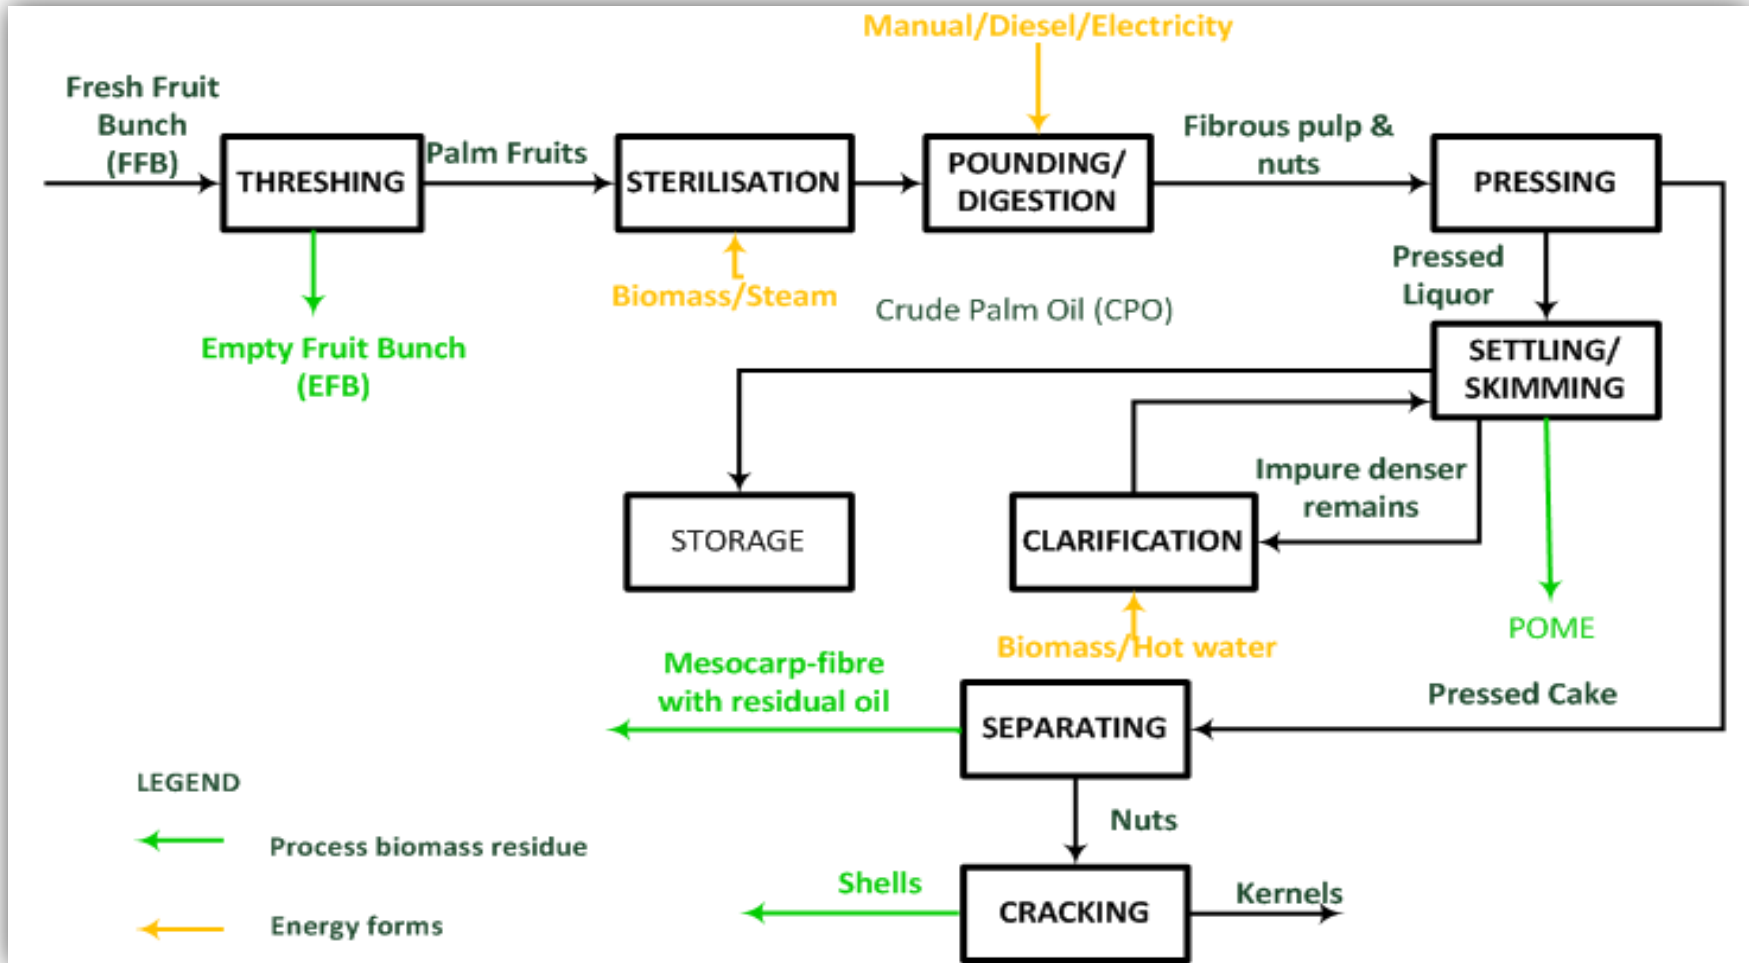 Manual/Diesel/Electricity
Fresh Fruit
Bunch
(FFB)
THRESHING
Palm Fruits
STERILISATION
POUNDING/
DIGESTION
Fibrous pulp &
nuts
PRESSING
Biomass/Steam
Crude Palm Oil (CPO)
Pressed
Liquor
Empty Fruit Bunch
(EFB)
SETTLING/
SKIMMING
Impure denser
remains
STORAGE
CLARIFICATION
POME
Biomass/Hot water
Mesocarp-fibre
with residual oil
SEPARATING
Pressed Cake
Nuts
LEGEND
Process biomass residue
Energy forms
Shells
CRACKING
Kernels